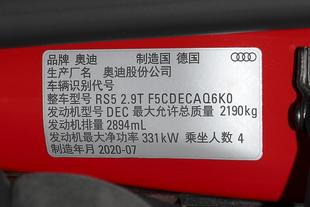 品牌 奥迪 制造国 德国
生产厂名 奥迪股份公司
车辆识别代号
整车型号 RS5 2.9T F5CDECAQ6K0
发动机型号 DEC 最大允许总质量 2190kg
发动机排量 2894mL
发动机最大净功率 331kW 乘坐人数 4
制造年月 2020-07